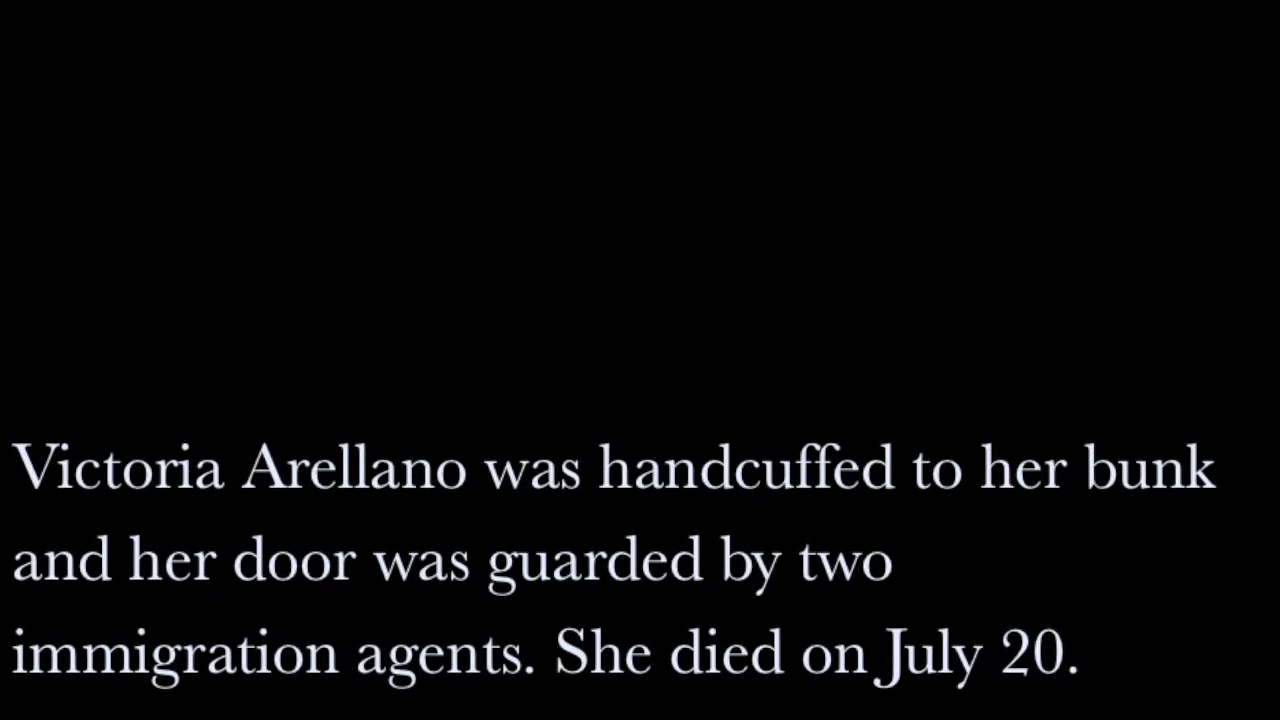 Victoria Arellano was handcuffed to her bunk
and her door was guarded by two
immigration agents. She died on July 20.